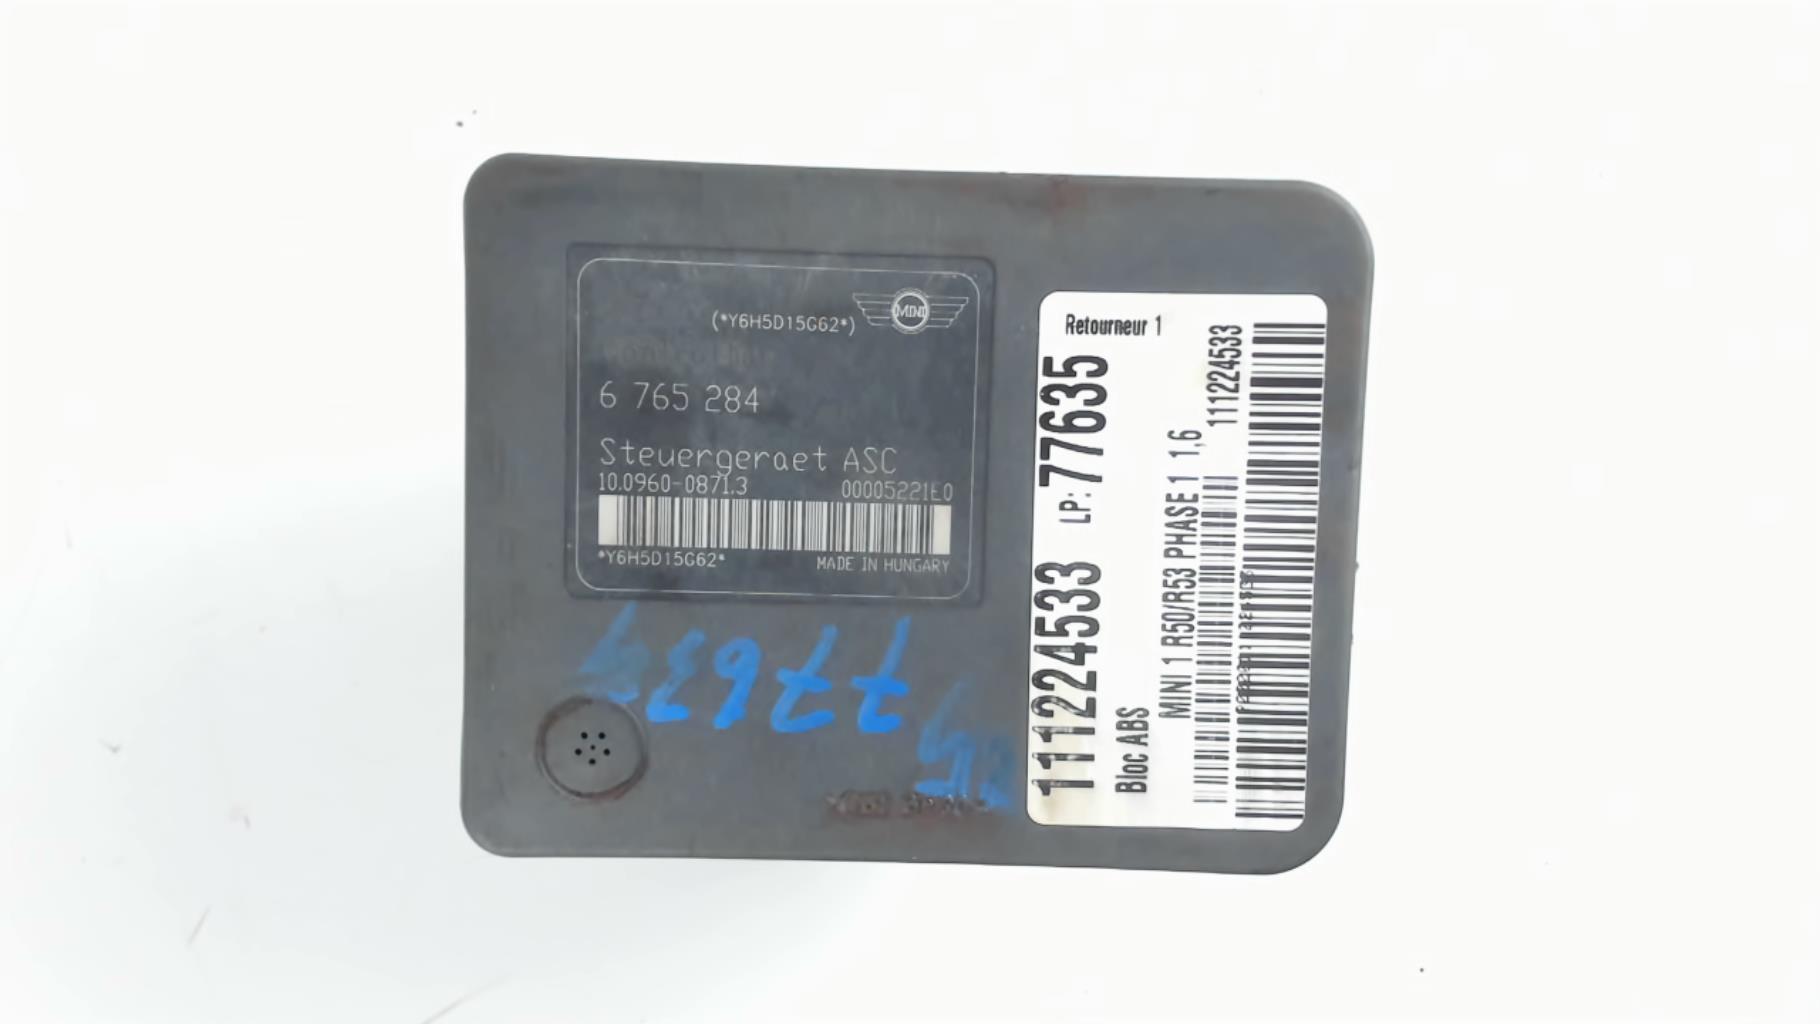 (*Y6H5D15G62*)
MINI
6 765 284
Steuergeraet ASC
10.0960-0871.3 00005221E0
*Y6H5D15G62*
MADE IN HUNGARY
Retourneur 1
111224533 LP: 77635
Bloc ABS
MINI 1 R50/R53 PHASE 1 1,6
111224533